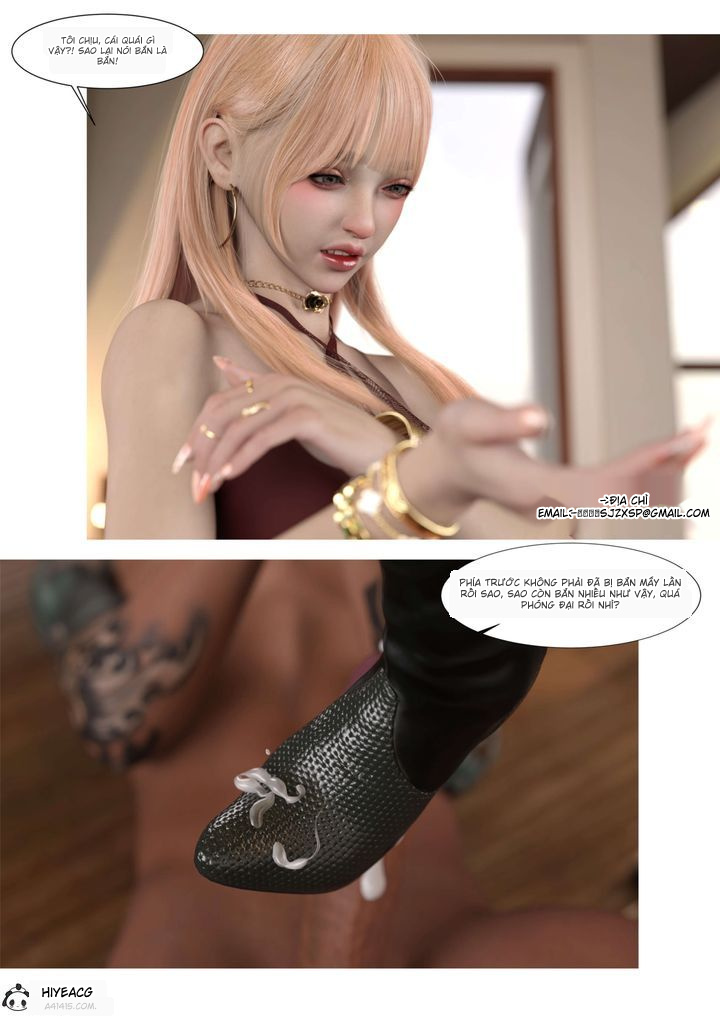 TÔI CHỊU, CÁI QUÁI GÌ
VẬY?! SAO LẠI NÓI BẮN LÀ
BẮN!
->ĐỊA CHỈ
EMAIL:-SJZXSP@GMAIL.COM
PHÍA TRƯỚC KHÔNG PHẢI ĐÃ BỊ BẮN MẤY LẦN
RỒI SAO, SAO CÒN BẮN NHIỀU NHƯ VẬY, QUÁ
PHÓNG ĐẠI RỒI NHỈ?
HIYEACG
A41415.COM.